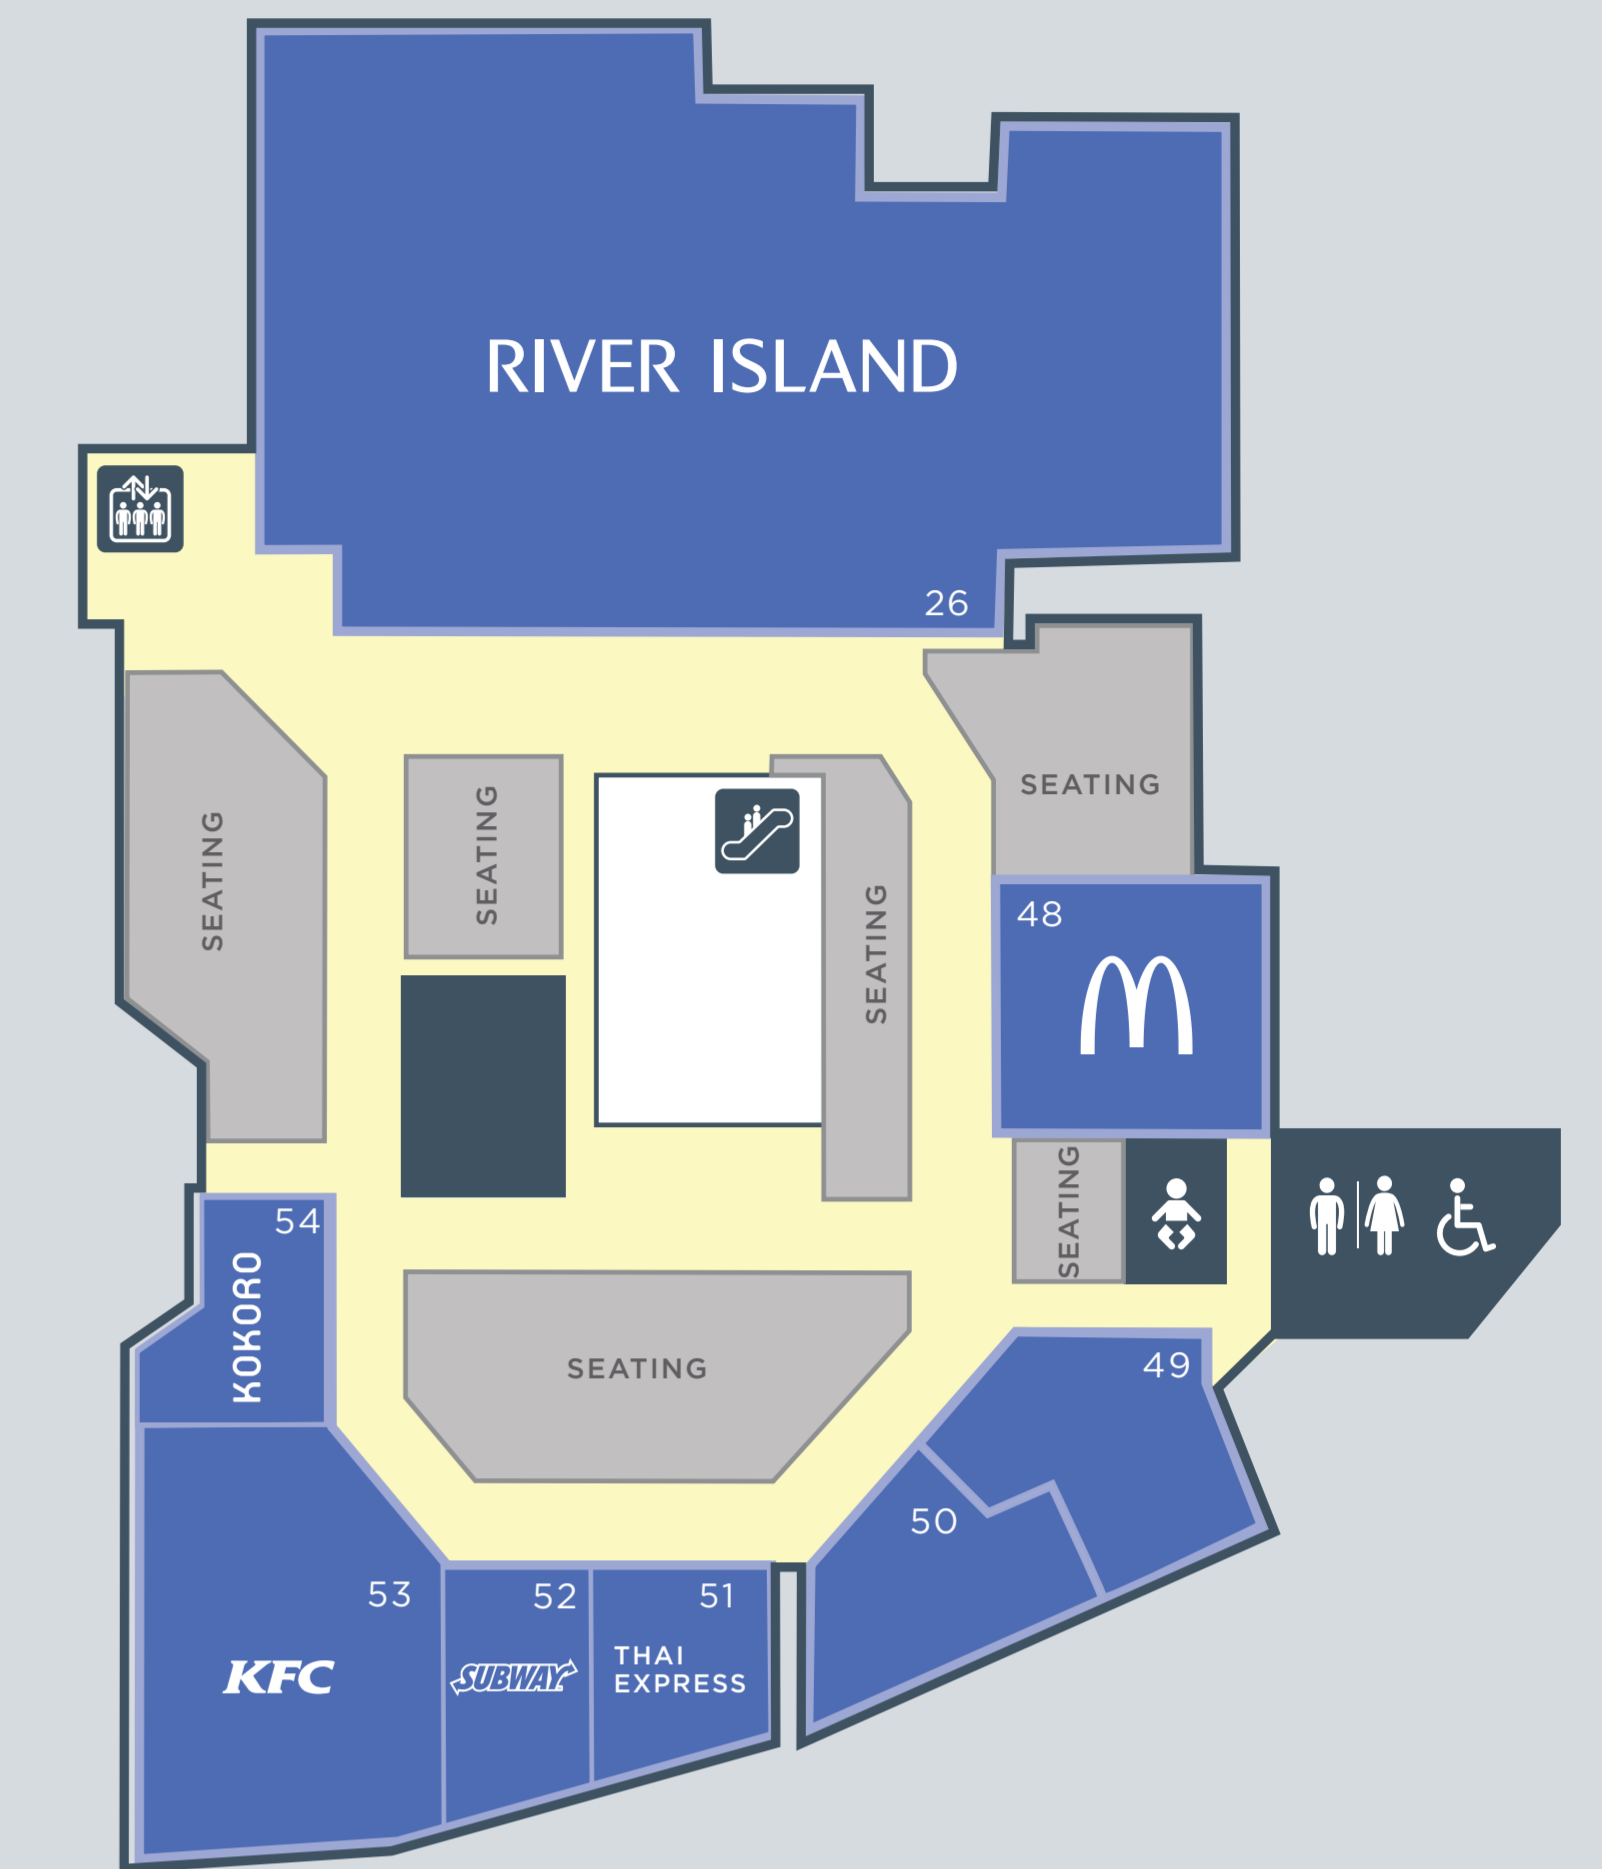 RIVER ISLAND
26
SEATING
SEATING
SEATING
SEATING
48
SEATING
SEATING
54
KOKORO
49
50
53
52
51
KFC
SUBWAY
THAI
EXPRESS
SEATING